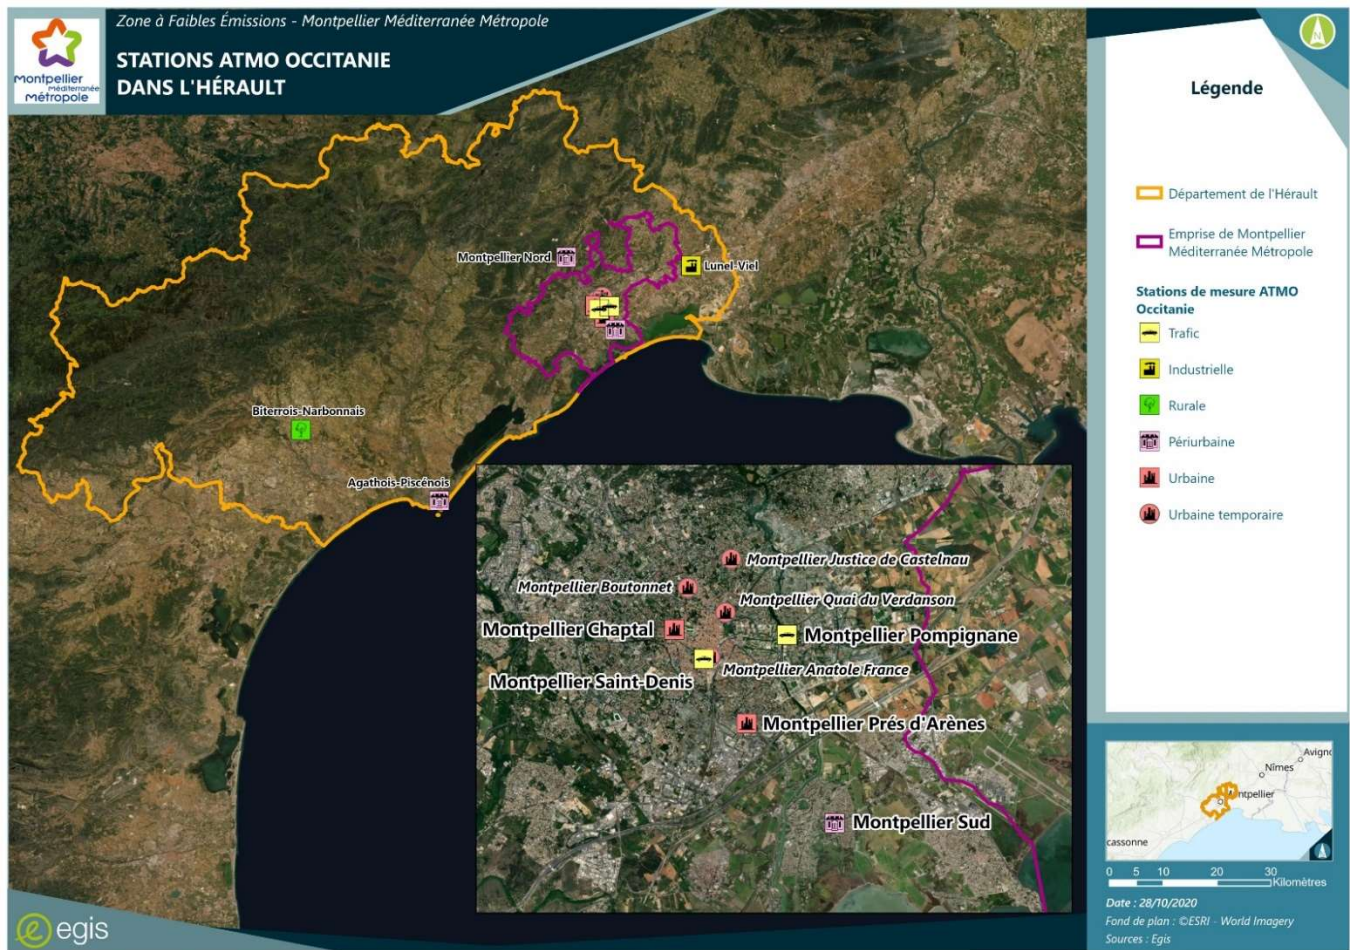 Zone à Faibles Émissions - Montpellier Méditerranée Métropole
STATIONS ATMO OCCITANIE
DANS L'HÉRAULT
montpellier
Méditerranée
métropole
Montpellier Nord
Lunel-Viel
Biterrois-Narbonnais
Agathois-Piscénois
Montpellier Justice de Castelnau
Montpellier Boutonnet
Montpellier Quai du Verdanson
Montpellier Chaptal
Montpellier Pompignane
Montpellier Anatole France
Montpellier Saint-Denis
Montpellier Prés d'Arènes
Montpellier Sud
egis
N
Légende
Département de l'Hérault
Emprise de Montpellier
Méditerranée Métropole
Stations de mesure ATMO
Occitanie
Trafic
Industrielle
Rurale
Périurbaine
Urbaine
Urbaine temporaire
Avign
Nîmes
ntpellier
cassonne
0 5 10 20 30
Kilomètres
Date : 28/10/2020
Fond de plan : ©ESRI - World Imagery
Sources : Egis